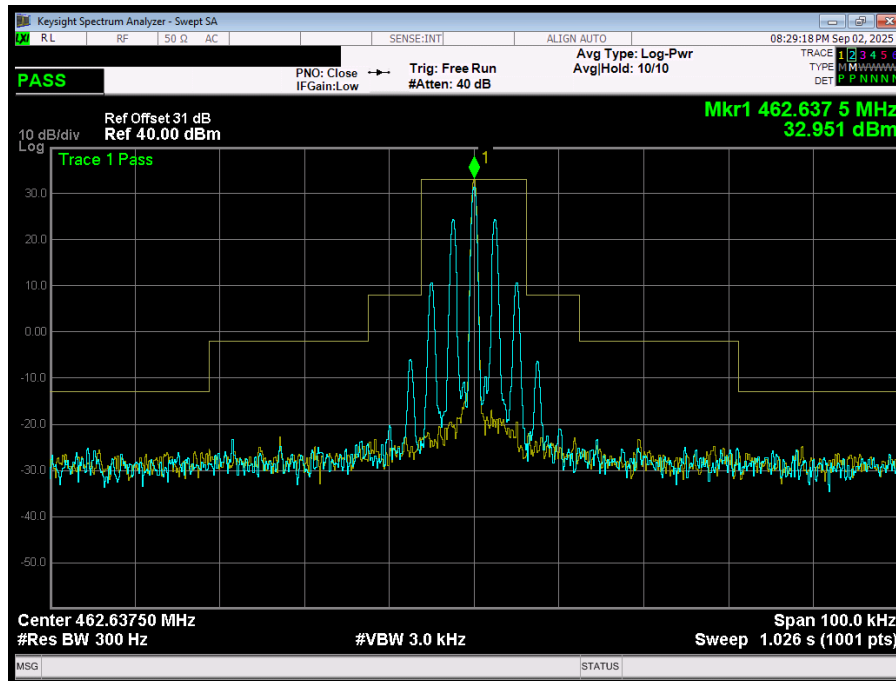 Keysight Spectrum Analyzer - Swept SA
LXI RL RF 50 Ω AC SENSE:INT ALIGN AUTO 08:29:18 PM Sep 02, 2025
PASS
PNO: Close
IFGain:Low
Trig: Free Run
#Atten: 40 dB
Avg Type: Log-Pwr
Avg|Hold: 10/10
TRACE 1 2 3 4 5 6
TYPE M M W W W W
DET P P N N N N
Mkr1 462.637 5 MHz
32.951 dBm
Ref Offset 31 dB
10 dB/div Ref 40.00 dBm
Log
Trace 1 Pass
1
30.0
20.0
10.0
0.00
-10.0
-20.0
-30.0
-40.0
-50.0
Center 462.63750 MHz Span 100.0 kHz
#Res BW 300 Hz #VBW 3.0 kHz Sweep 1.026 s (1001 pts)
MSG STATUS